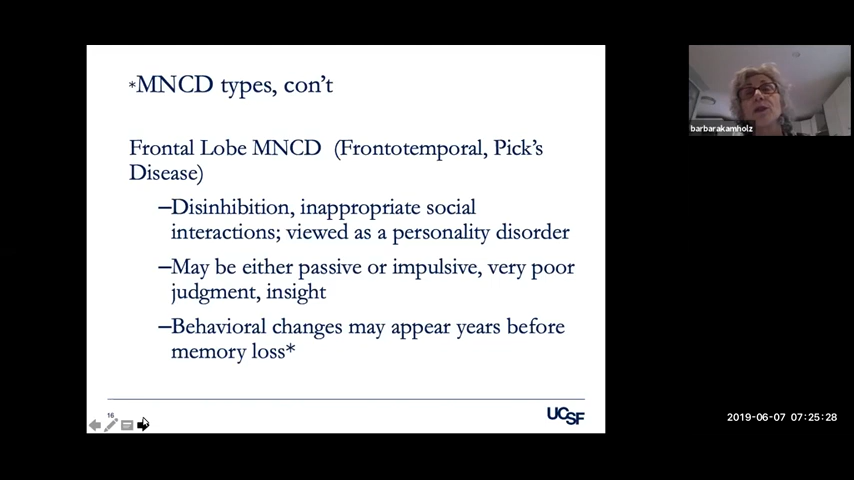 *MNCD types, con't
Frontal Lobe MNCD (Frontotemporal, Pick's
Disease)
–Disinhibition, inappropriate social
interactions; viewed as a personality disorder
–May be either passive or impulsive, very poor
judgment, insight
–Behavioral changes may appear years before
memory loss*
16
UCSF
barbarakamholz
2019-06-07 07:25:28